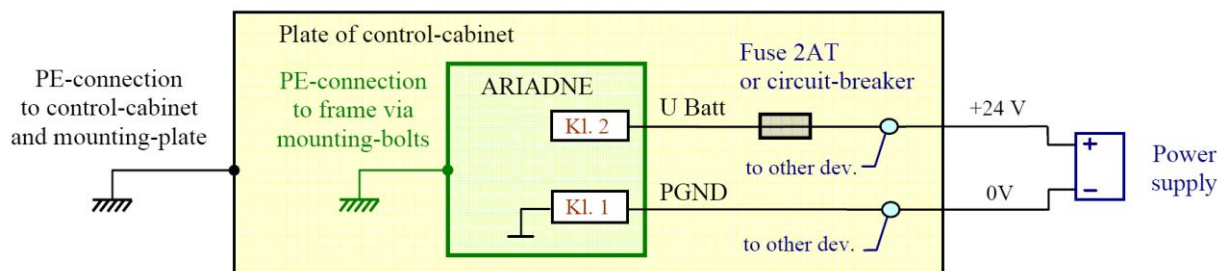 Plate of control-cabinet
PE-connection
to control-cabinet
and mounting-plate
PE-connection
to frame via
mounting-bolts
ARIADNE
Kl. 2
U Batt
Fuse 2AT
or circuit-breaker
to other dev.
+24 V
Kl. 1
PGND
to other dev.
0V
+
−
Power
supply